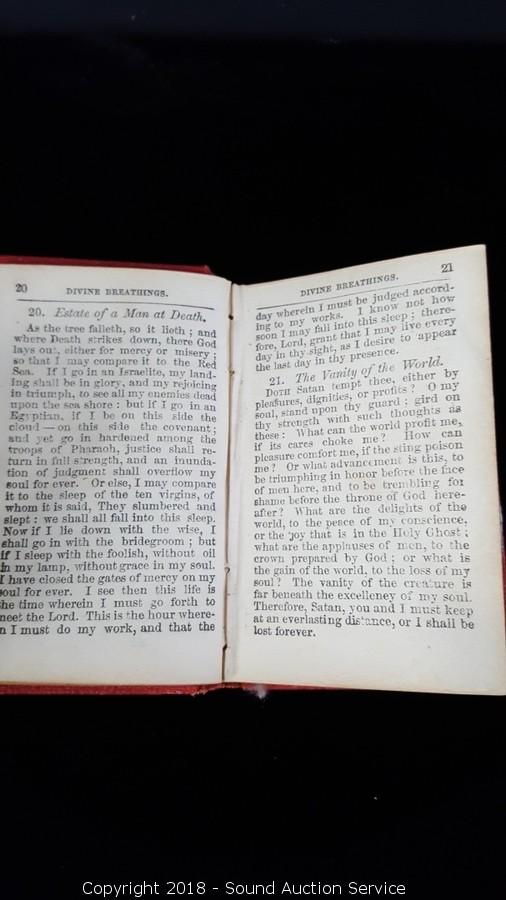 20
DIVINE BREATHINGS.
20. Estate of a Man at Death.
As the tree falleth, so it lieth ; and
where Death strikes down, there God
lays out, either for mercy or misery ;
so that I may compare it to the Red
Sea. If I go in an Israelite, my land-
ing shall be in glory, and my rejoicing
in triumph, to see all my enemies dead
upon the sea shore : but if I go in an
Egyptian, if I be on this side the
cloud — on this side the covenant ;
and yet go in hardened among the
troops of Pharaoh, justice shall re-
turn in full strength, and an inunda-
tion of judgment shall overflow my
soul for ever. Or else, I may compare
it to the sleep of the ten virgins, of
whom it is said, They slumbered and
slept : we shall all fall into this sleep.
Now if I lie down with the wise, I
shall go in with the bridegroom ; but
if I sleep with the foolish, without oil
in my lamp, without grace in my soul.
I have closed the gates of mercy on my
soul for ever. I see then this life is
the time wherein I must go forth to
meet the Lord. This is the hour where-
n I must do my work, and that the
DIVINE BREATHINGS.
21
day wherein I must be judged accord-
ing to my works. I know not how
soon I may fall into this sleep ; there-
fore, Lord, grant that I may live every
day in thy sight, as I desire to appear
the last day in thy presence.
21. The Vanity of the World.
DOTH Satan tempt thee, either by
pleasures, dignities, or profits ? O my
soul, stand upon thy guard ; gird on
thy strength with such thoughts as
these : What can the world profit me,
if its cares choke me ? How can
pleasure comfort me, if the sting poison
me ? Or what advancement is this, to
be triumphing in honor before the face
of men here, and to be trembling for
shame before the throne of God here-
after ? What are the delights of the
world, to the peace of my conscience,
or the joy that is in the Holy Ghost ;
what are the applauses of men, to the
crown prepared by God ; or what is
the gain of the world, to the loss of my
soul ? The vanity of the creature is
far beneath the excellency of my soul.
Therefore, Satan, you and I must keep
at an everlasting distance, or I shall be
lost forever.
Copyright 2018 - Sound Auction Service